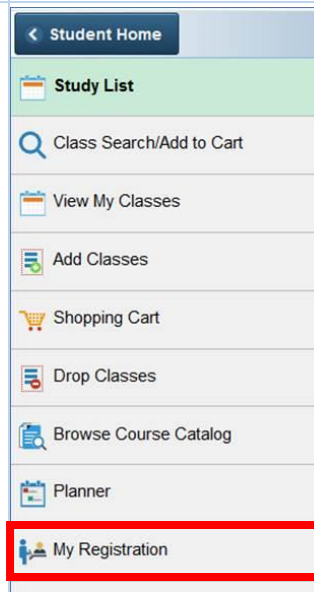 Student Home
Study List
Class Search/Add to Cart
View My Classes
Add Classes
Shopping Cart
Drop Classes
Browse Course Catalog
Planner
My Registration